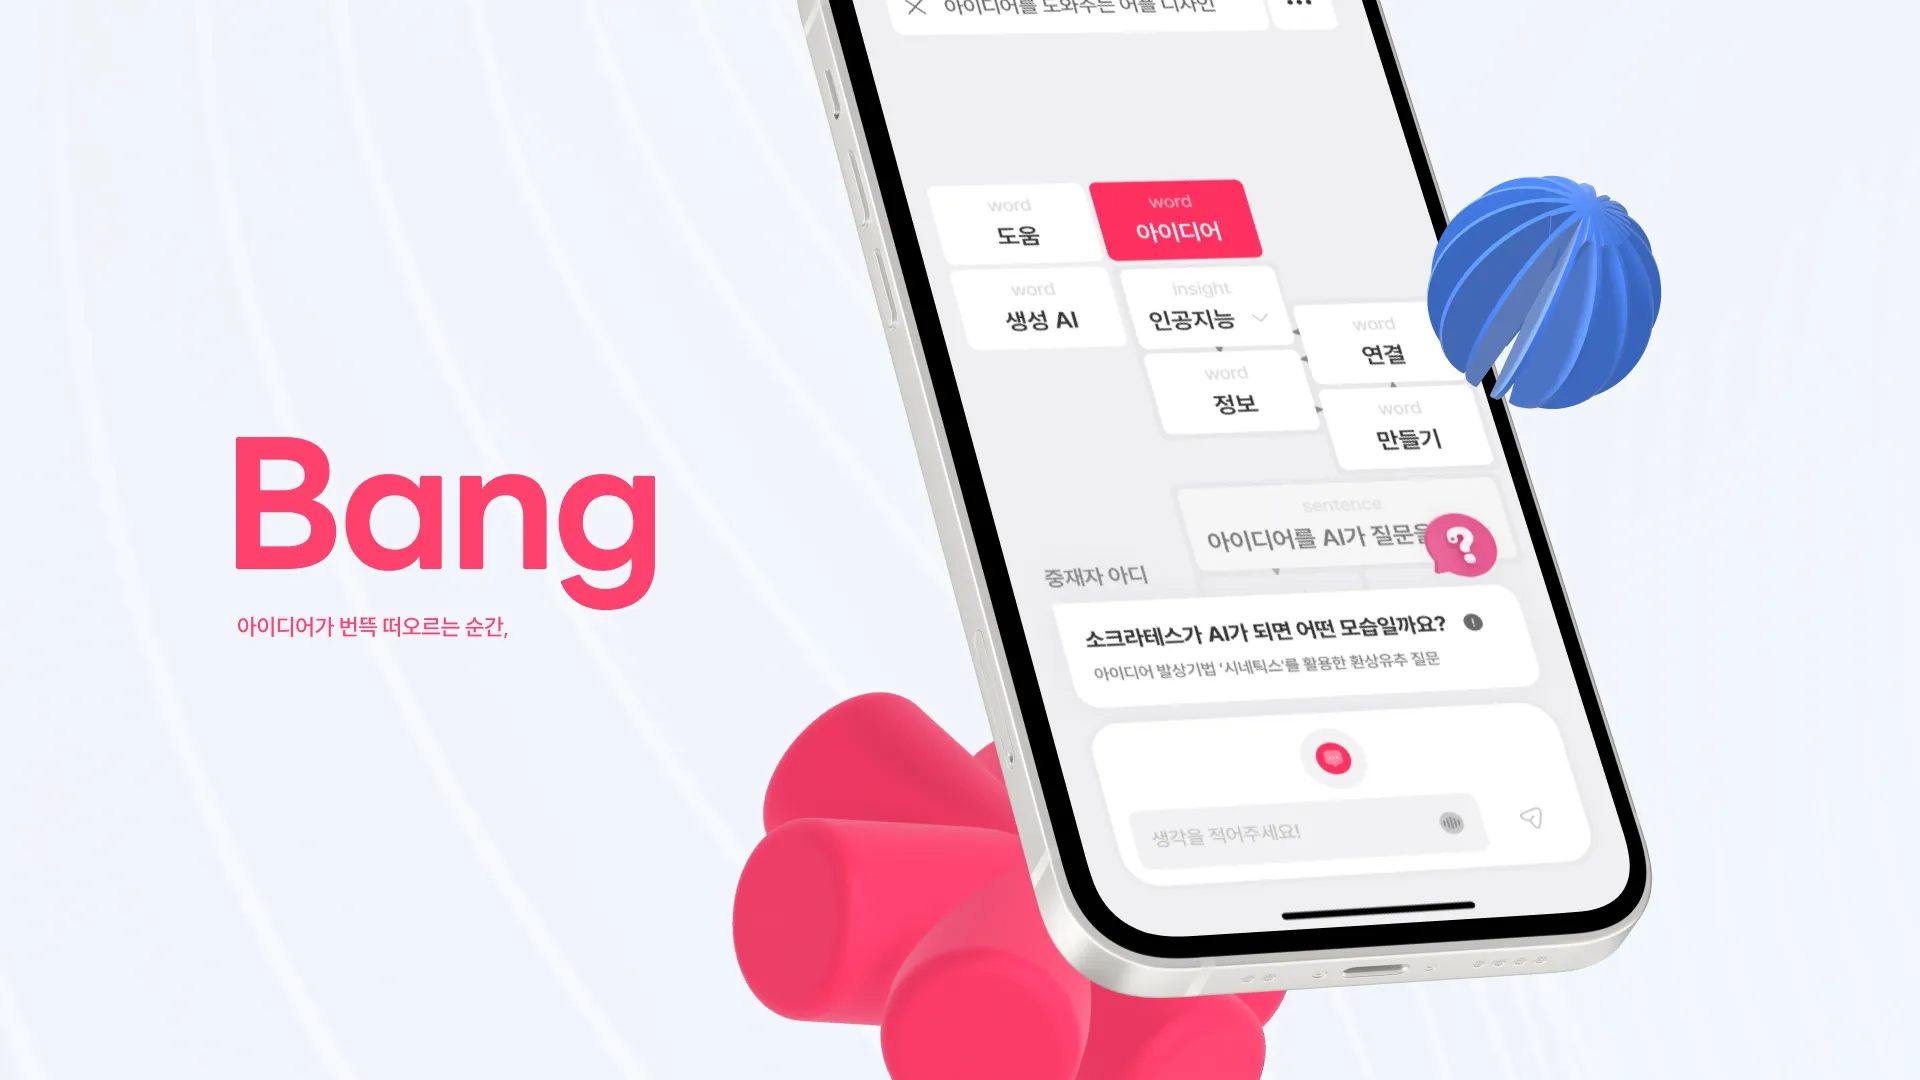 Bang
아이디어가 번뜩 떠오르는 순간,
아이디어를 도와주는 어플 디자인
word
도움
word
아이디어
word
생성 AI
insight
인공지능
word
연결
word
정보
word
만들기
sentence
아이디어를 AI가 질문을
?
중재자 아디
소크라테스가 AI가 되면 어떤 모습일까요?
아이디어 발상기법 '시네틱스'를 활용한 환상유추 질문
생각을 적어주세요!